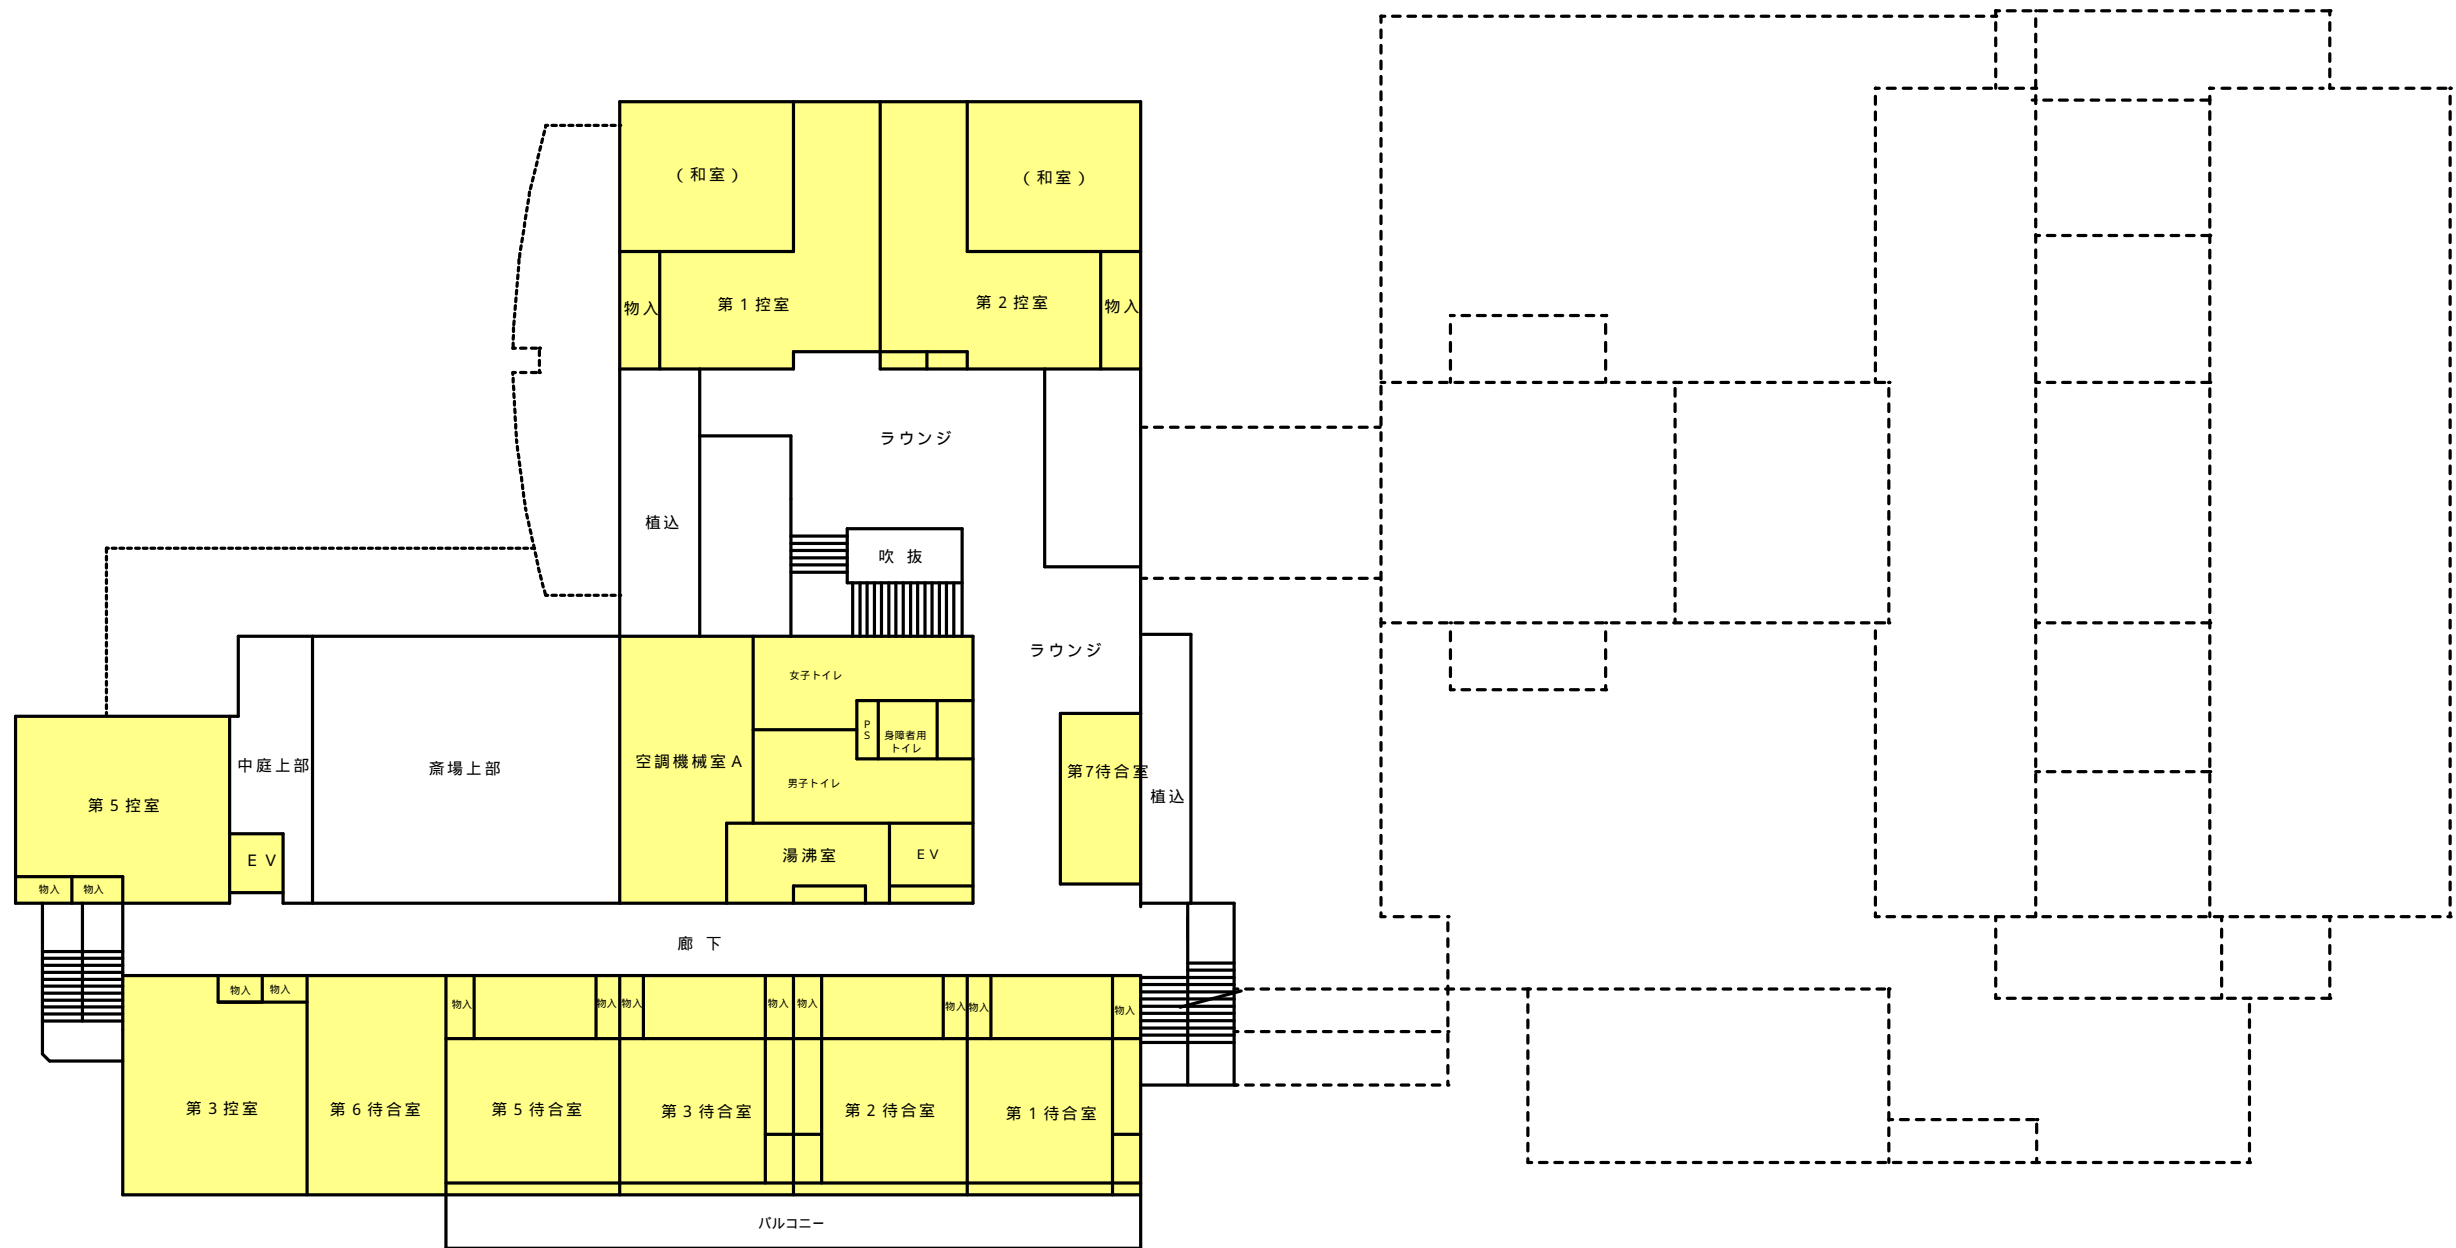 （和室）
（和室）
物入
第１控室
第２控室
物入
ラウンジ
植込
吹 抜
ラウンジ
女子トイレ
PS
身障者用
トイレ
空調機械室Ａ
男子トイレ
中庭上部
斎場上部
第7待合室
植込
第５控室
ＥＶ
湯沸室
ＥＶ
物入
物入
廊 下
物入
物入
物入
物入
物入
物入
物入
物入
物入
物入
第３控室
第６待合室
第５待合室
第３待合室
第２待合室
第１待合室
バルコニー